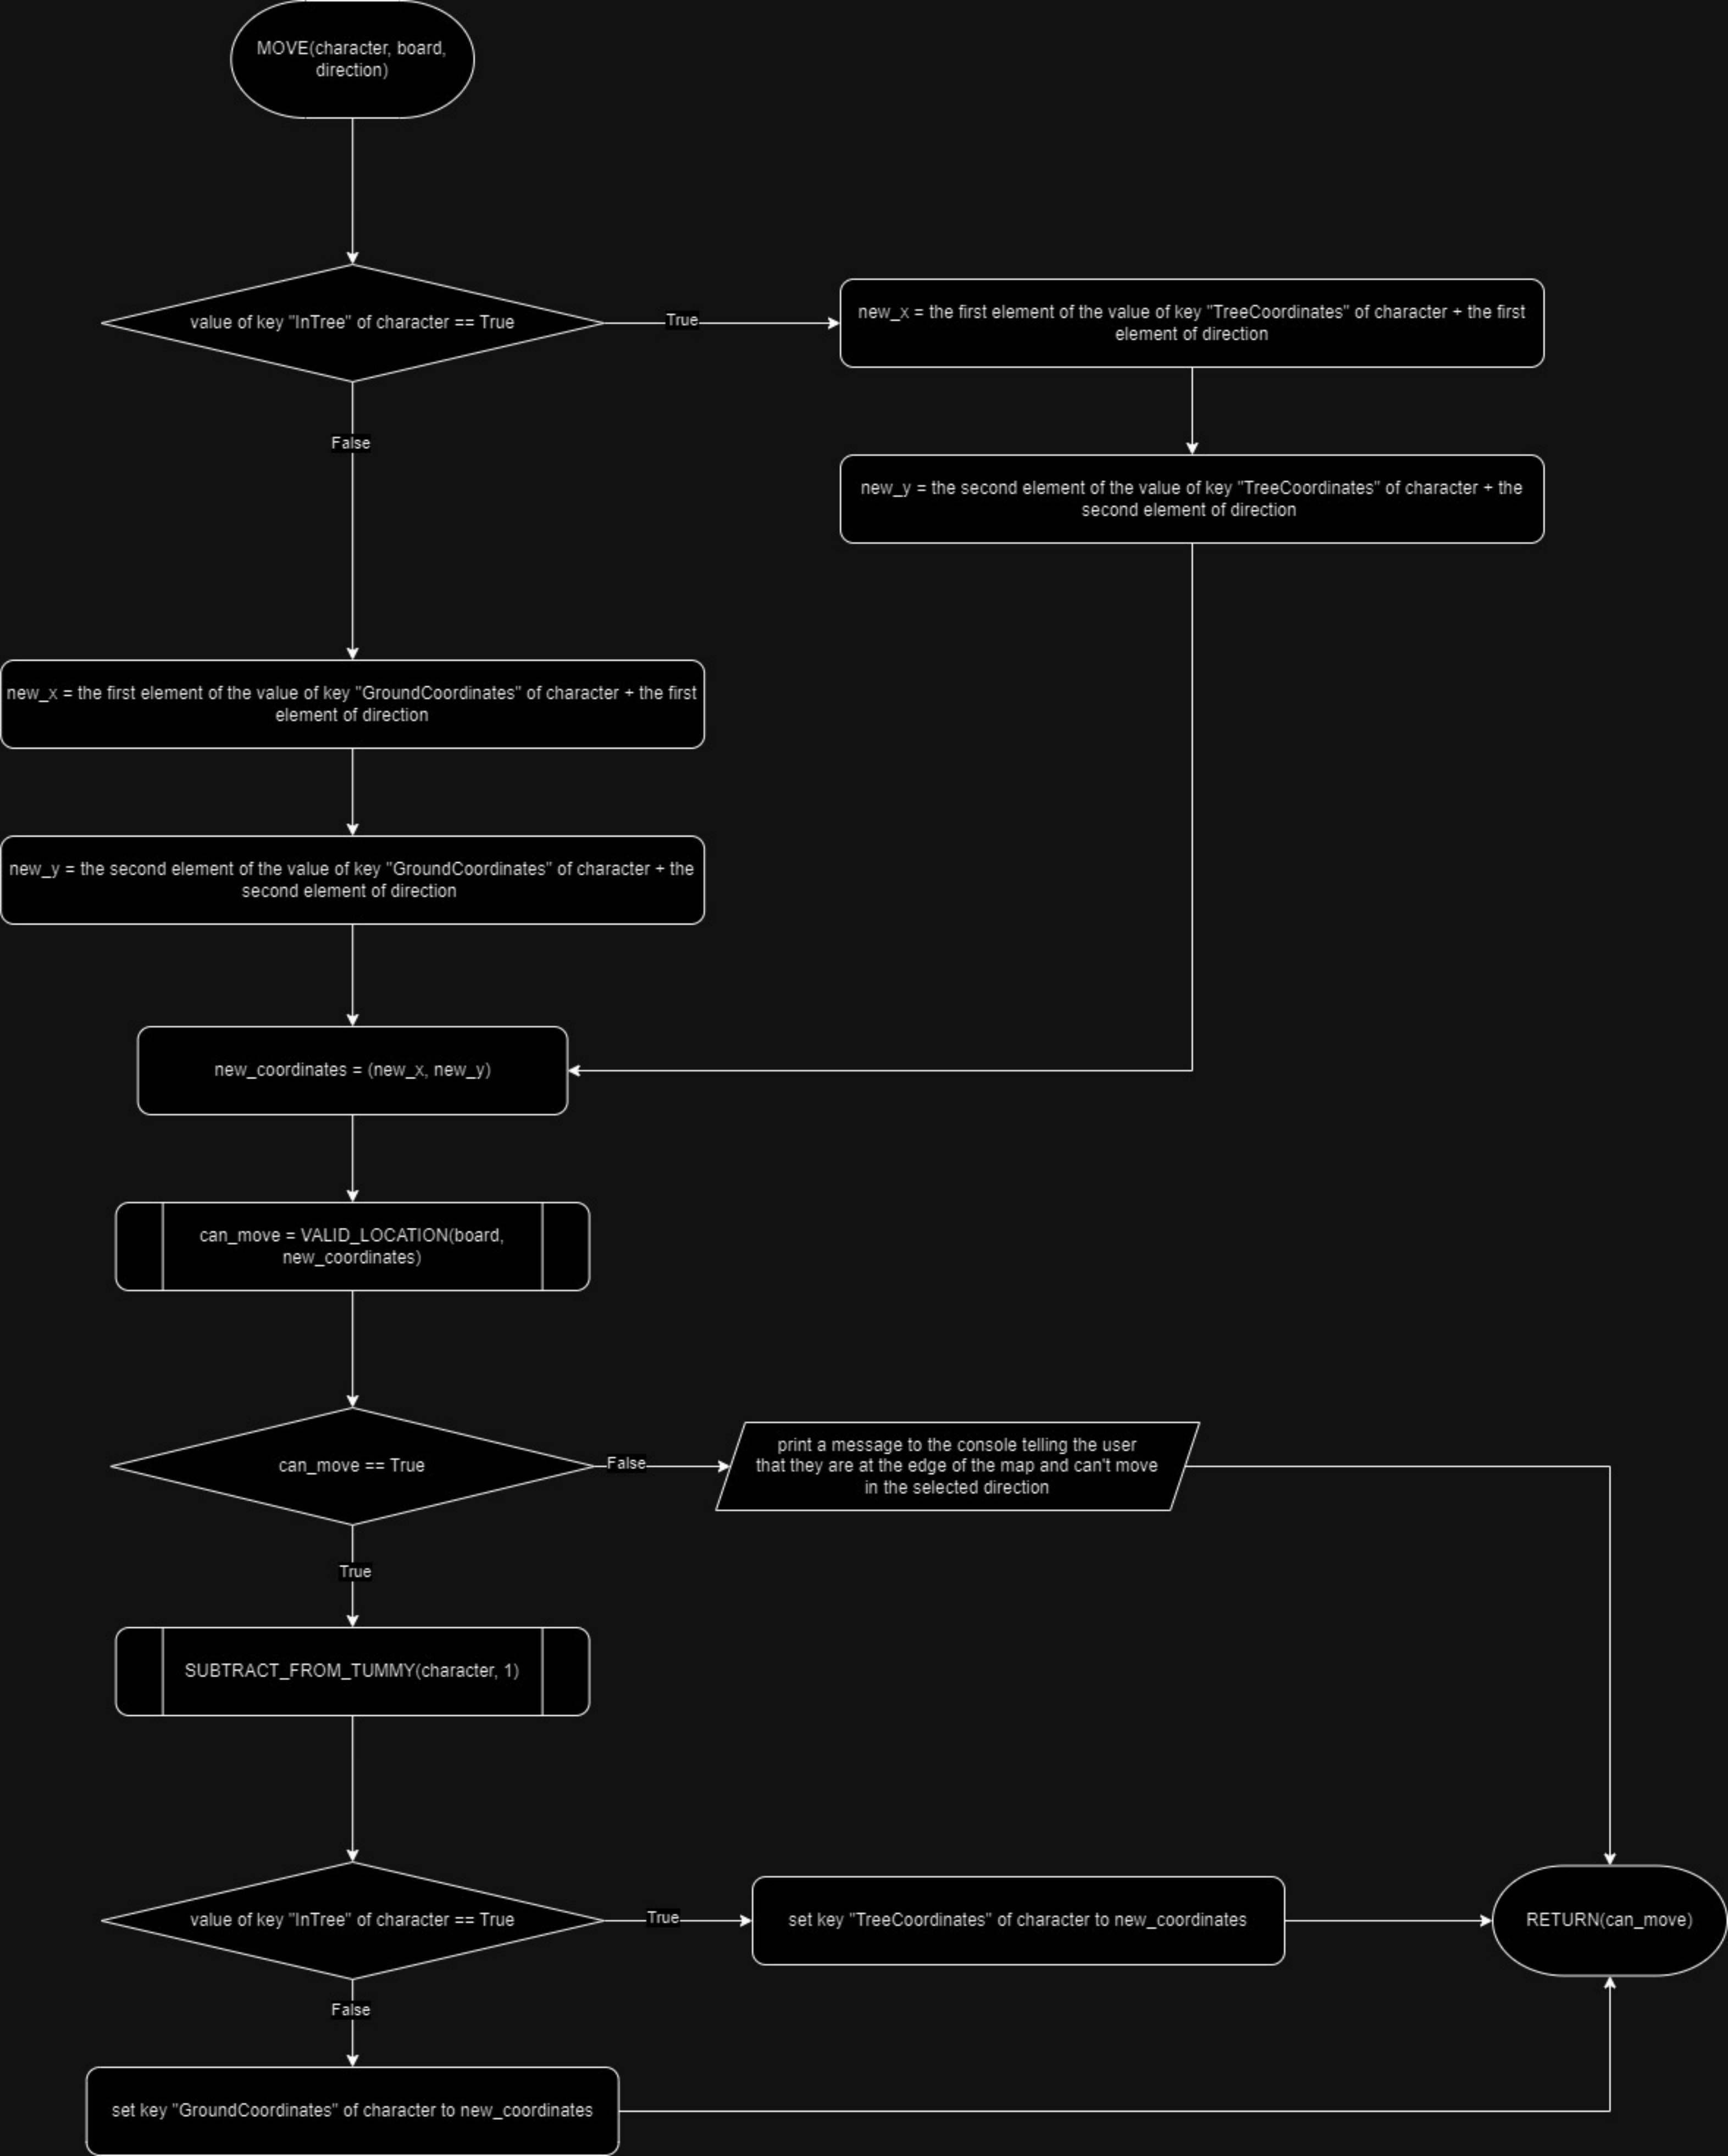 MOVE(character, board,
direction)
value of key "InTree" of character == True
True
new_x = the first element of the value of key "TreeCoordinates" of character + the first
element of direction
False
new_y = the second element of the value of key "TreeCoordinates" of character + the
second element of direction
new_x = the first element of the value of key "GroundCoordinates" of character + the first
element of direction
new_y = the second element of the value of key "GroundCoordinates" of character + the
second element of direction
new_coordinates = (new_x, new_y)
can_move = VALID_LOCATION(board,
new_coordinates)
can_move == True
False
print a message to the console telling the user
that they are at the edge of the map and can't move
in the selected direction
True
SUBTRACT_FROM_TUMMY(character, 1)
value of key "InTree" of character == True
True
set key "TreeCoordinates" of character to new_coordinates
RETURN(can_move)
False
set key "GroundCoordinates" of character to new_coordinates